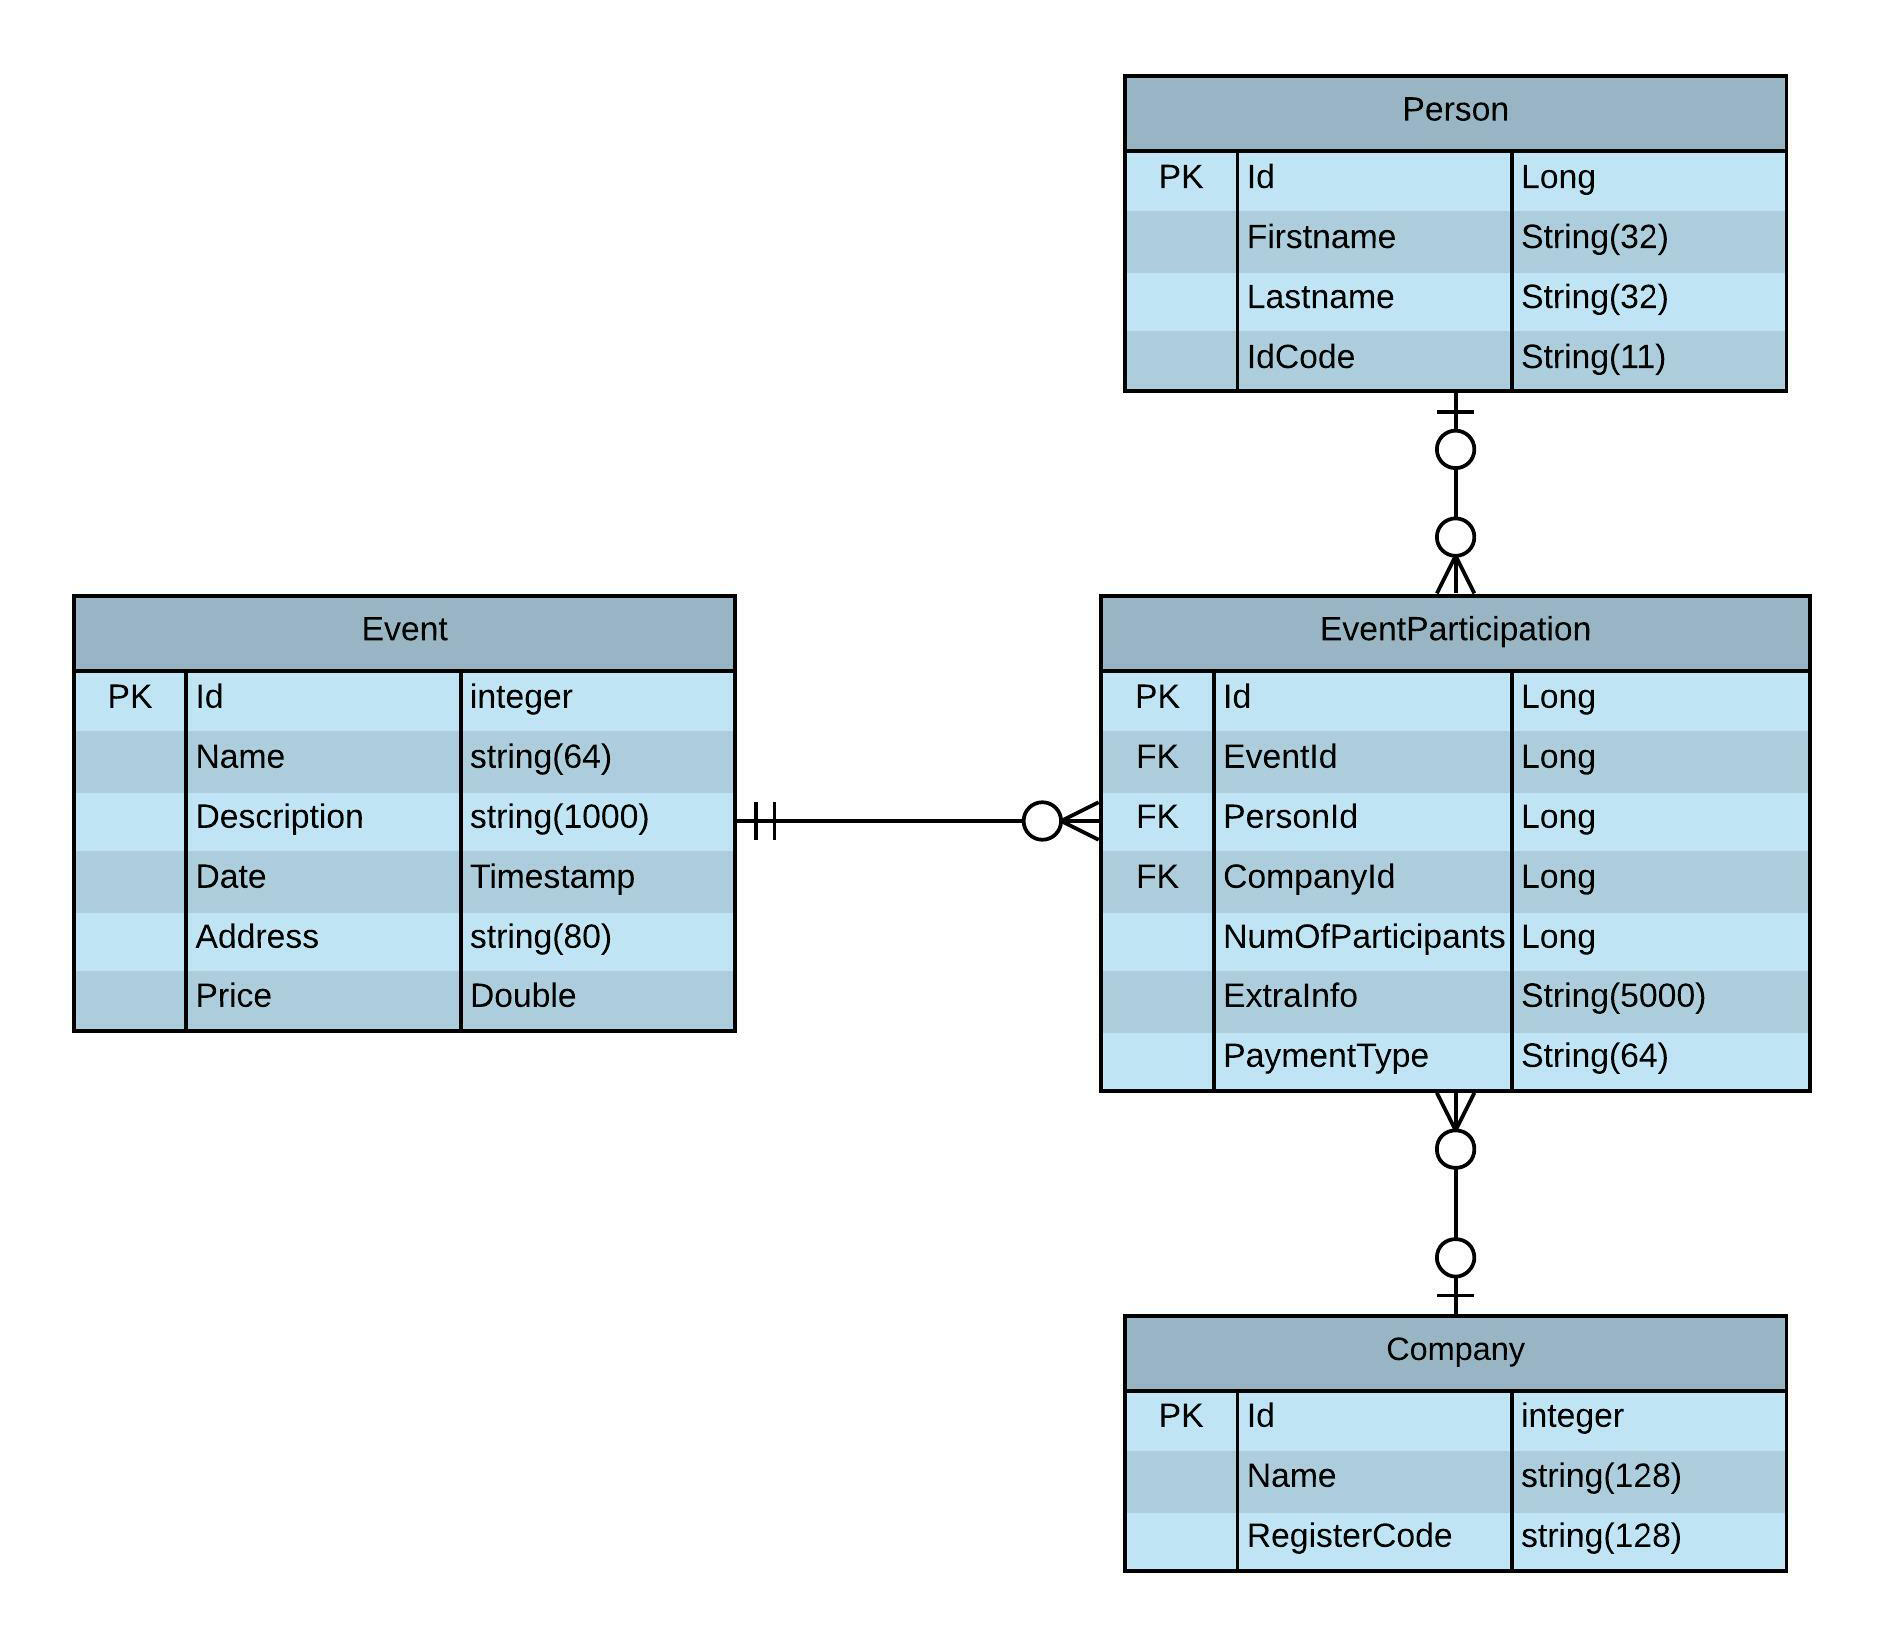 Person
PK Id Long
Firstname String(32)
Lastname String(32)
IdCode String(11)
Event
PK Id integer
Name string(64)
Description string(1000)
Date Timestamp
Address string(80)
Price Double
EventParticipation
PK Id Long
FK EventId Long
FK PersonId Long
FK CompanyId Long
NumOfParticipants Long
ExtraInfo String(5000)
PaymentType String(64)
Company
PK Id integer
Name string(128)
RegisterCode string(128)